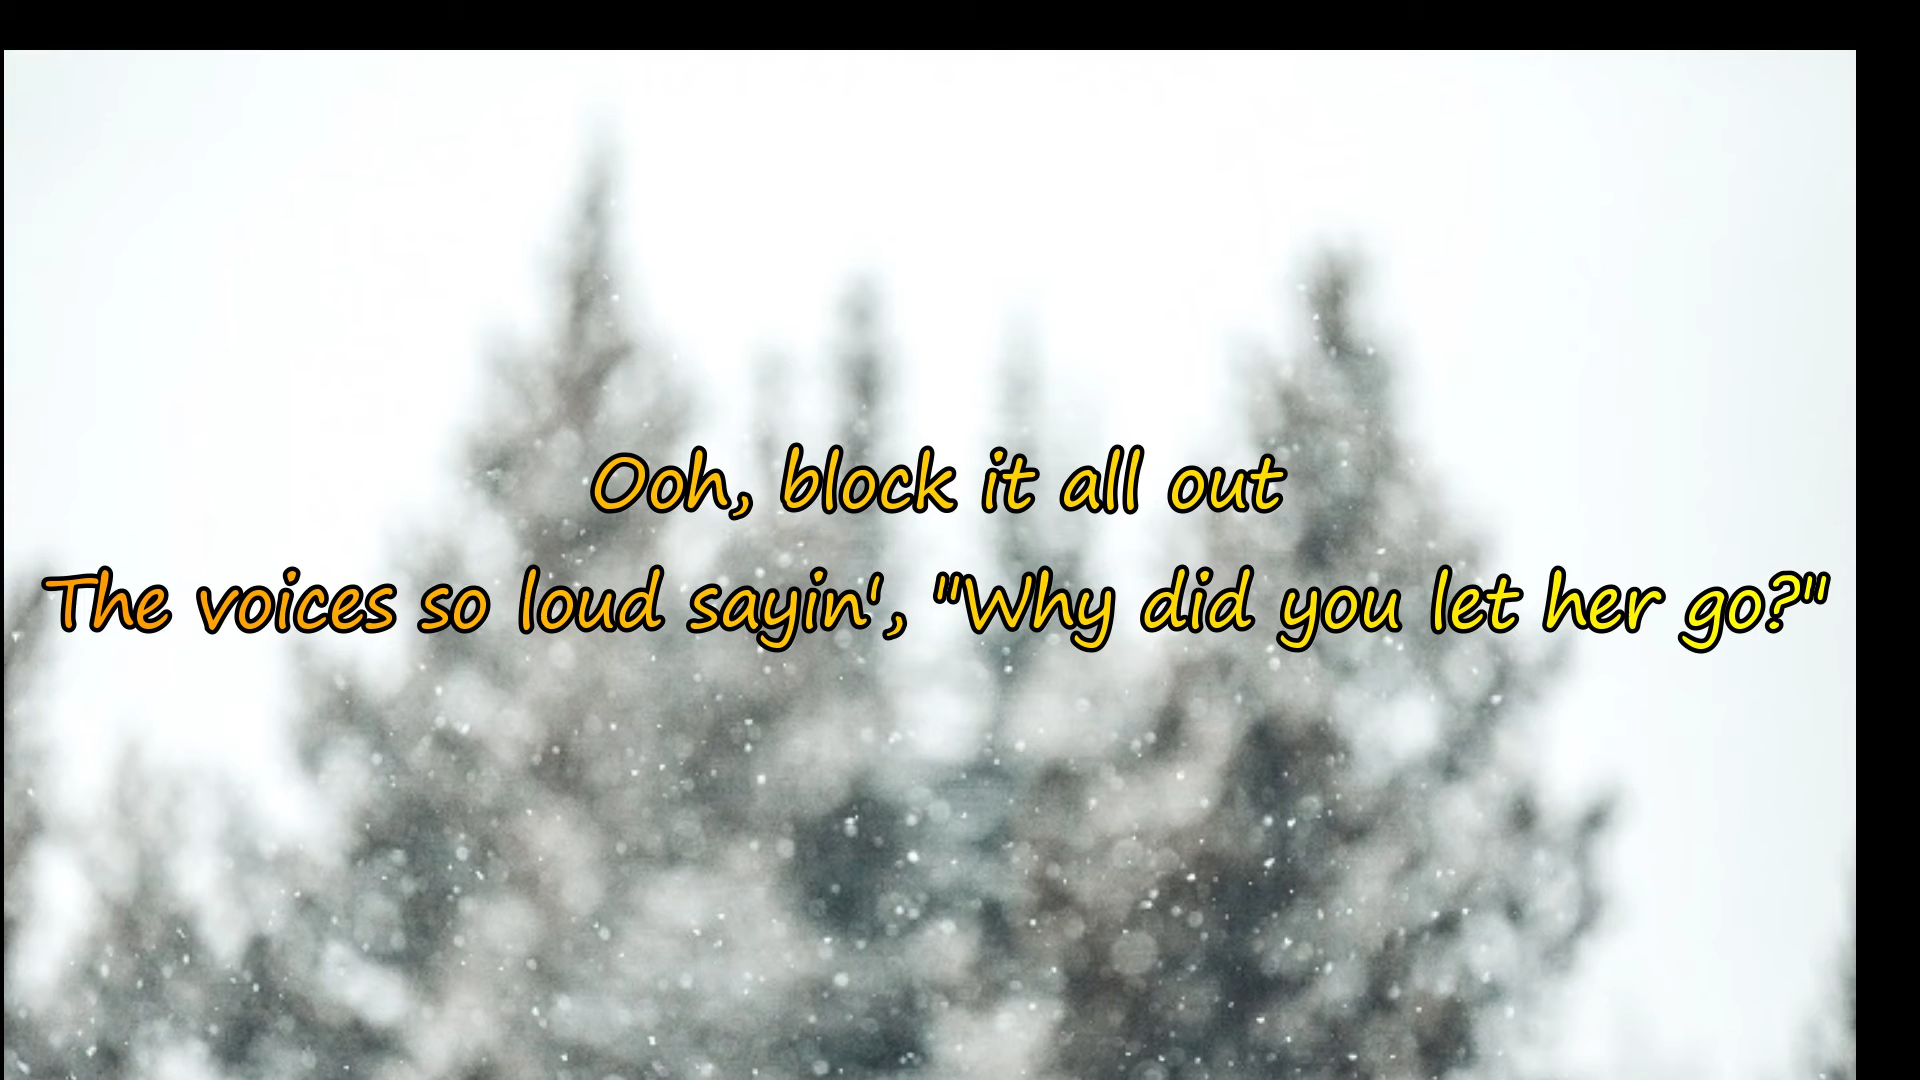 Ooh, block it all out
The voices so loud sayin', "Why did you let her go?"